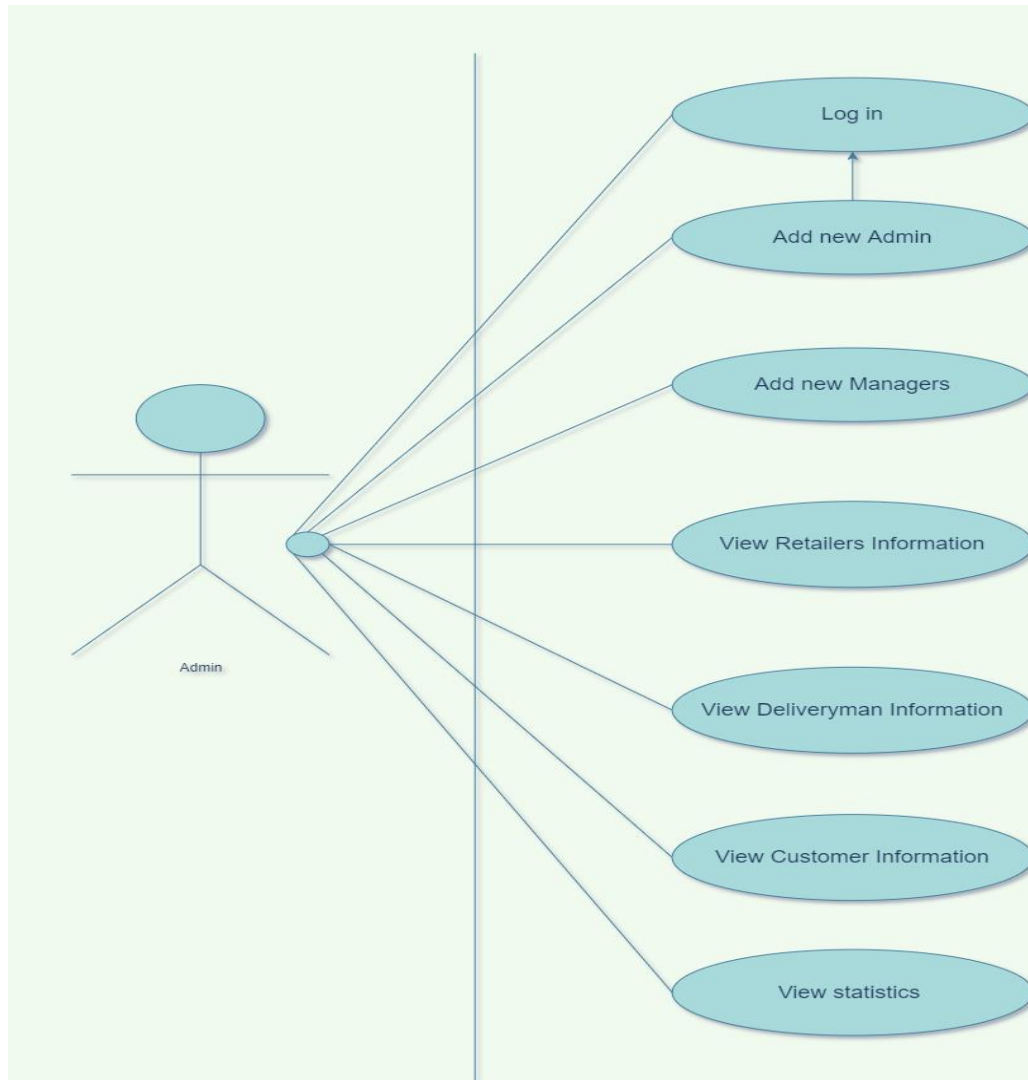 Log in
Add new Admin
Add new Managers
View Retailers Information
Admin
View Deliveryman Information
View Customer Information
View statistics